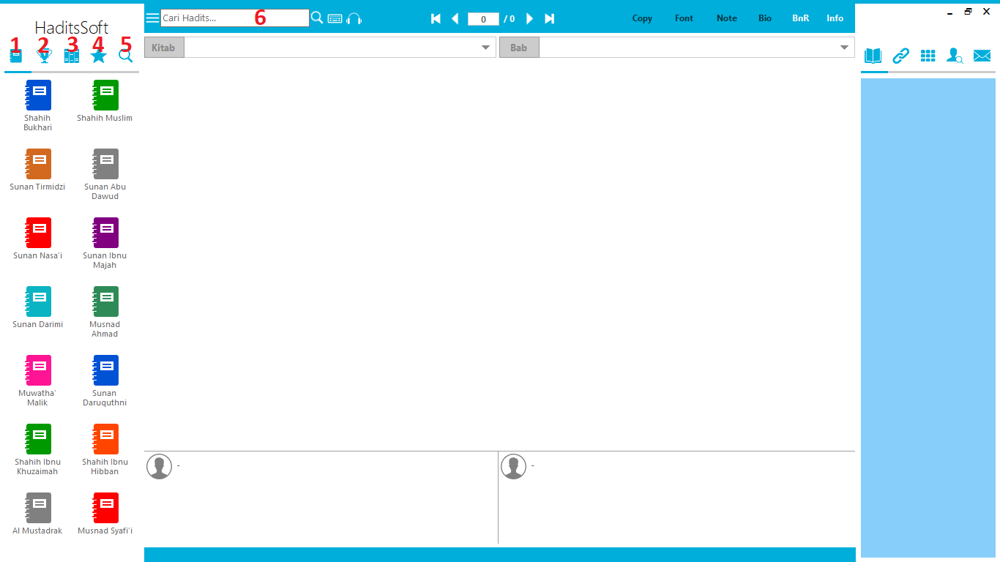 HaditsSoft
1 2 3 4 5
Cari Hadits... 6
0 / 0
Copy Font Note Bio BnR Info
Kitab
Bab
Shahih
Bukhari
Shahih Muslim
Sunan Tirmidzi
Sunan Abu
Dawud
Sunan Nasa'i
Sunan Ibnu
Majah
Sunan Darimi
Musnad
Ahmad
Muwatha'
Malik
Sunan
Daruquthni
Shahih Ibnu
Khuzaimah
Shahih Ibnu
Hibban
Al Mustadrak
Musnad Syafi'i
-
-